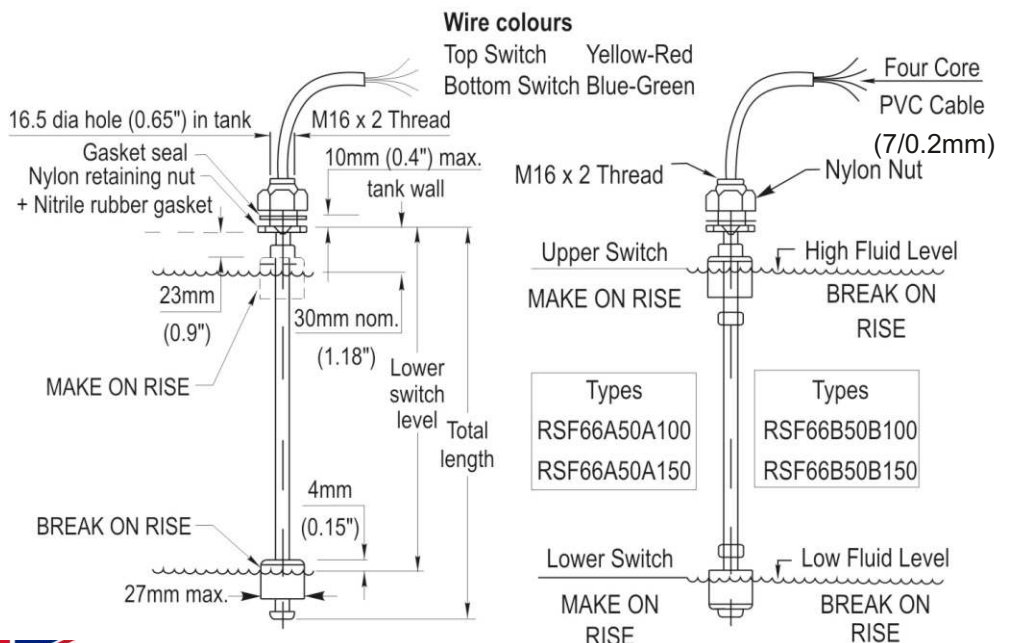 Wire colours
Top Switch Yellow-Red
Bottom Switch Blue-Green
16.5 dia hole (0.65") in tank
M16 x 2 Thread
Gasket seal
Nylon retaining nut
+ Nitrile rubber gasket
10mm (0.4") max.
tank wall
23mm
(0.9")
30mm nom.
(1.18")
MAKE ON RISE
Lower
switch
level
Total
length
4mm
(0.15")
BREAK ON RISE
27mm max.
Four Core
PVC Cable
(7/0.2mm)
M16 x 2 Thread
Nylon Nut
Upper Switch
High Fluid Level
MAKE ON RISE
BREAK ON
RISE
Types
RSF66A50A100
RSF66A50A150
Types
RSF66B50B100
RSF66B50B150
Lower Switch
Low Fluid Level
MAKE ON
RISE
BREAK ON
RISE